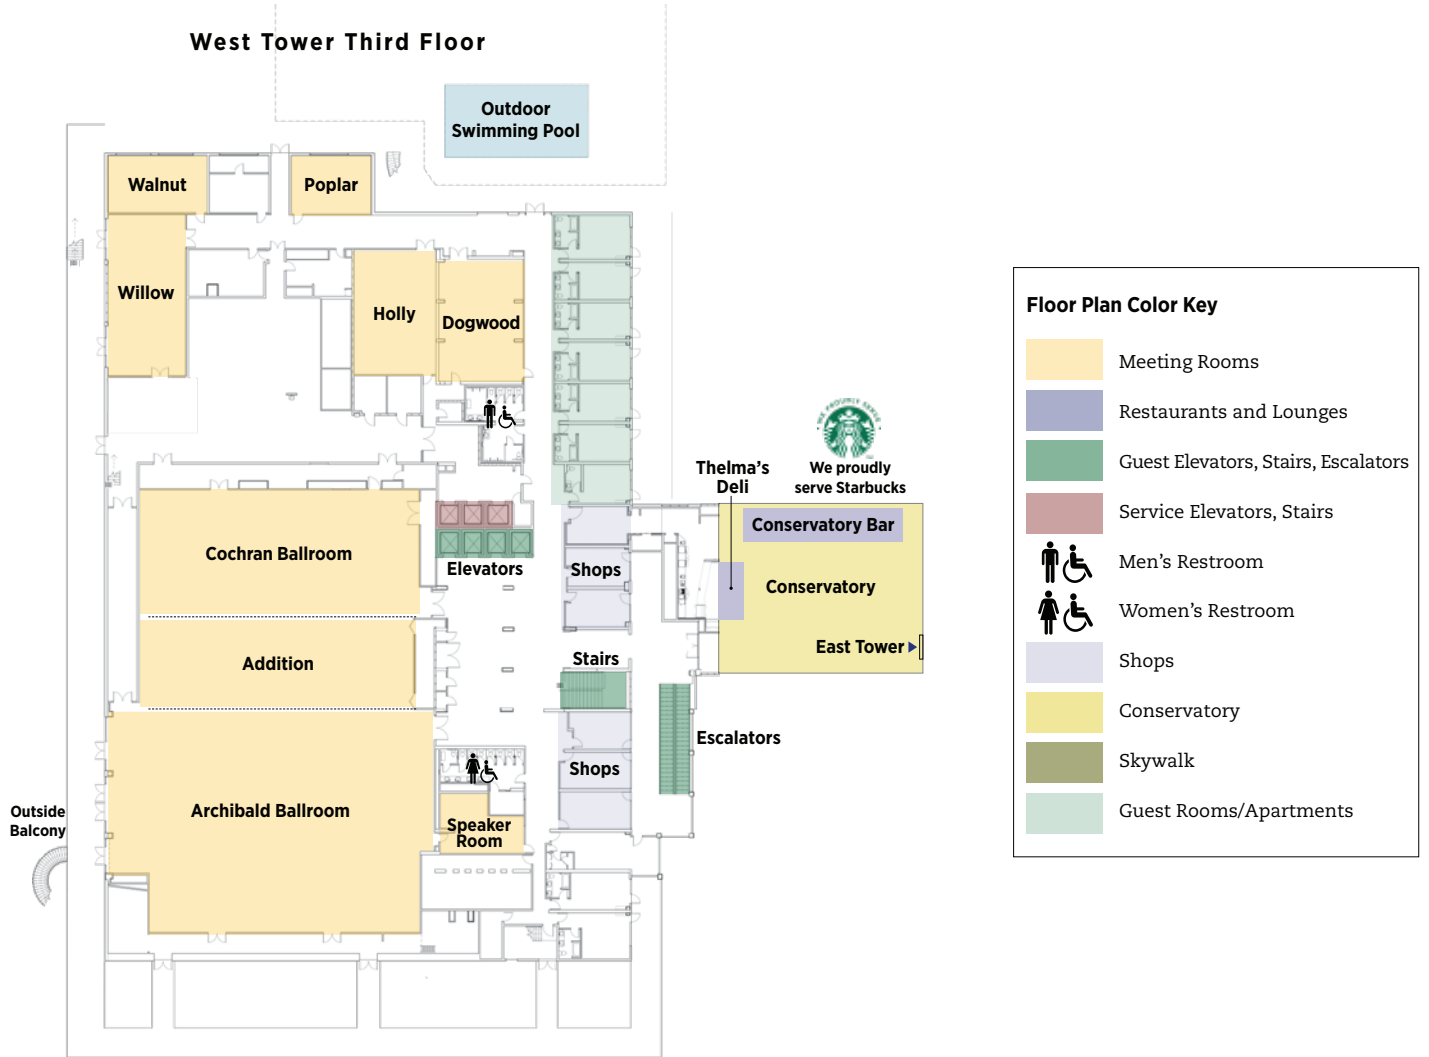 West Tower Third Floor
Outdoor
Swimming Pool
Walnut
Poplar
Willow
Holly
Dogwood
WE PROUDLY SERVE
We proudly
serve Starbucks
Thelma's
Deli
Conservatory Bar
Conservatory
East Tower
Cochran Ballroom
Elevators
Shops
Addition
Stairs
Escalators
Shops
Archibald Ballroom
Speaker
Room
Outside
Balcony
Floor Plan Color Key
Meeting Rooms
Restaurants and Lounges
Guest Elevators, Stairs, Escalators
Service Elevators, Stairs
Men's Restroom
Women's Restroom
Shops
Conservatory
Skywalk
Guest Rooms/Apartments